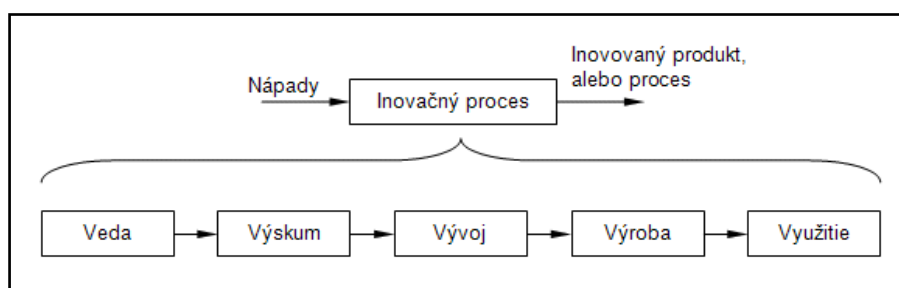 Inovovaný produkt,
alebo proces
Nápady
Inovačný proces
Veda
Výskum
Vývoj
Výroba
Využitie